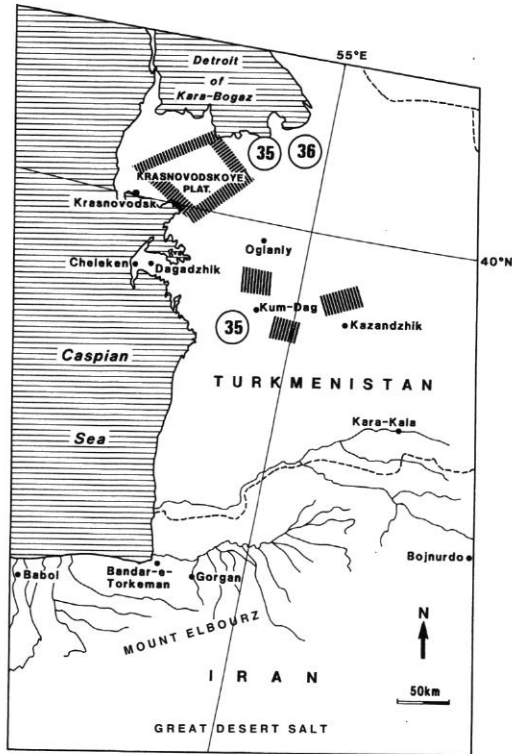 55°E
Detroit
of
Kara-Bogaz
35
36
KRASNOVODSKOYE
PLAT.
Krasnovodsk
Oglanly
40°N
Cheleken
Dagadzhik
Kum-Dag
35
Kazandzhik
Caspian
TURKMENISTAN
Sea
Kara-Kala
Bojnurdo
Babol
Bandar-e-
Torkeman
Gorgan
N
MOUNT ELBOURZ
IRAN
50km
GREAT DESERT SALT